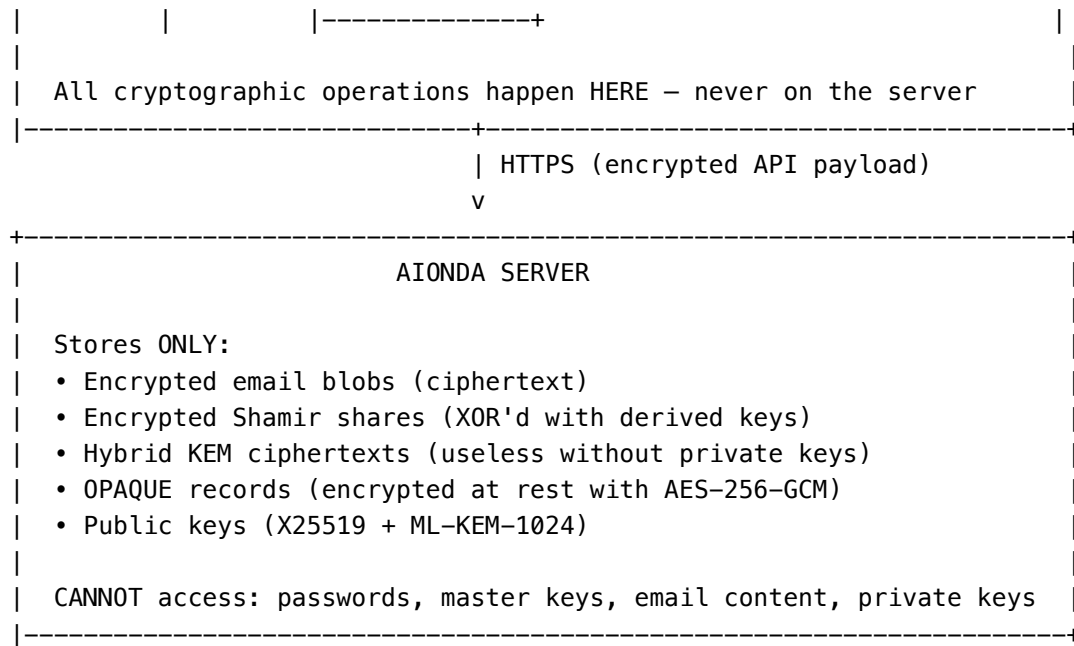 All cryptographic operations happen HERE — never on the server
HTTPS (encrypted API payload)
v
AIONDA SERVER
Stores ONLY:
• Encrypted email blobs (ciphertext)
• Encrypted Shamir shares (XOR'd with derived keys)
• Hybrid KEM ciphertexts (useless without private keys)
• OPAQUE records (encrypted at rest with AES-256-GCM)
• Public keys (X25519 + ML-KEM-1024)
CANNOT access: passwords, master keys, email content, private keys